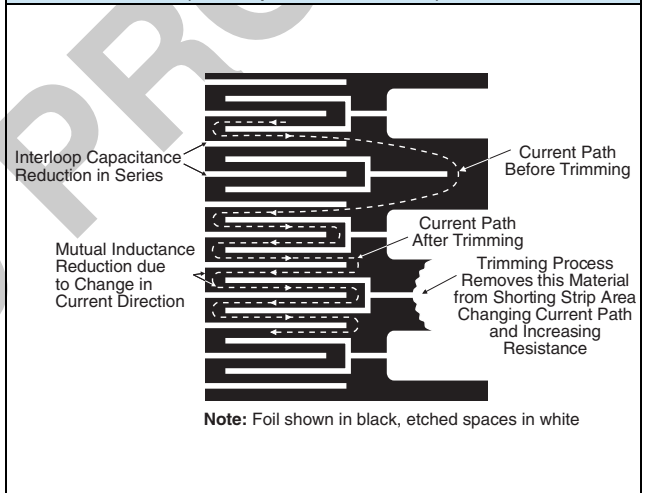 Interloop Capacitance
Reduction in Series
Current Path
Before Trimming
Mutual Inductance
Reduction due
to Change in
Current Direction
Current Path
After Trimming
Trimming Process
Removes this Material
from Shorting Strip Area
Changing Current Path
and Increasing
Resistance
Note: Foil shown in black, etched spaces in white